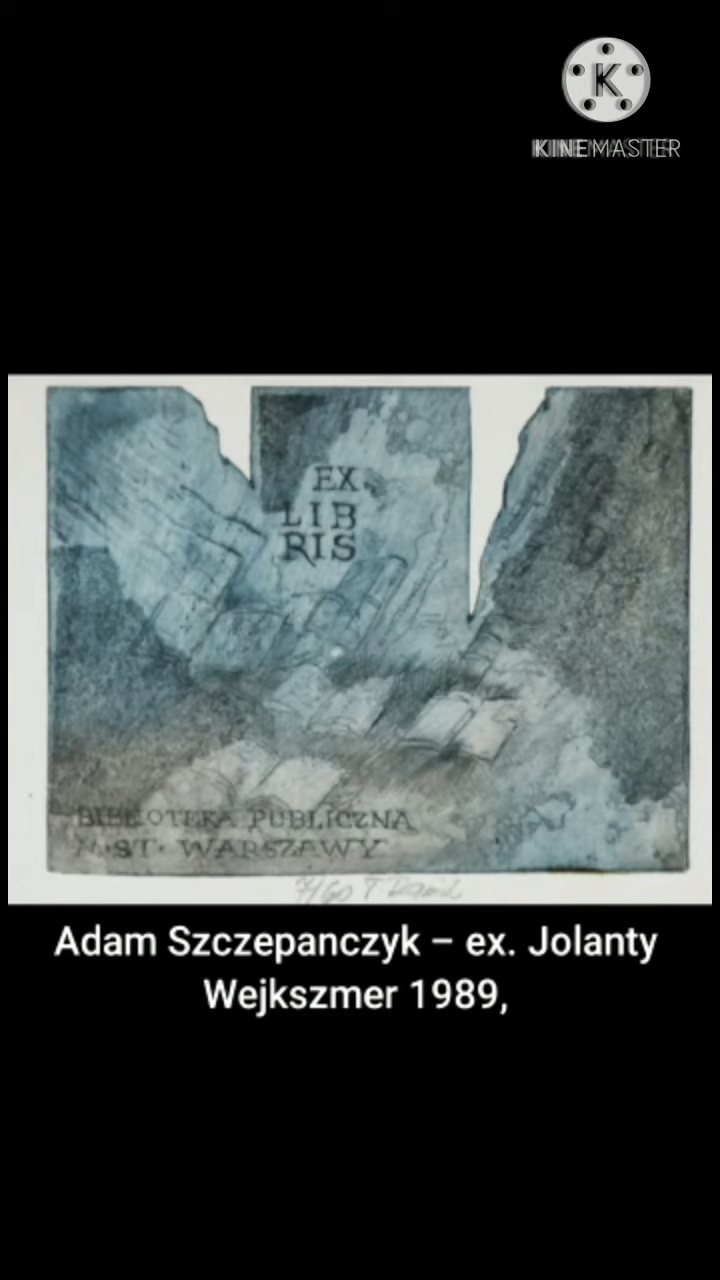 K
KINEMASTER
EX
LIB
RIS
BIBLIOTEKA PUBLICZNA
M·ST· WARSZAWY
Adam Szczepanczyk – ex. Jolanty
Wejkszmer 1989,